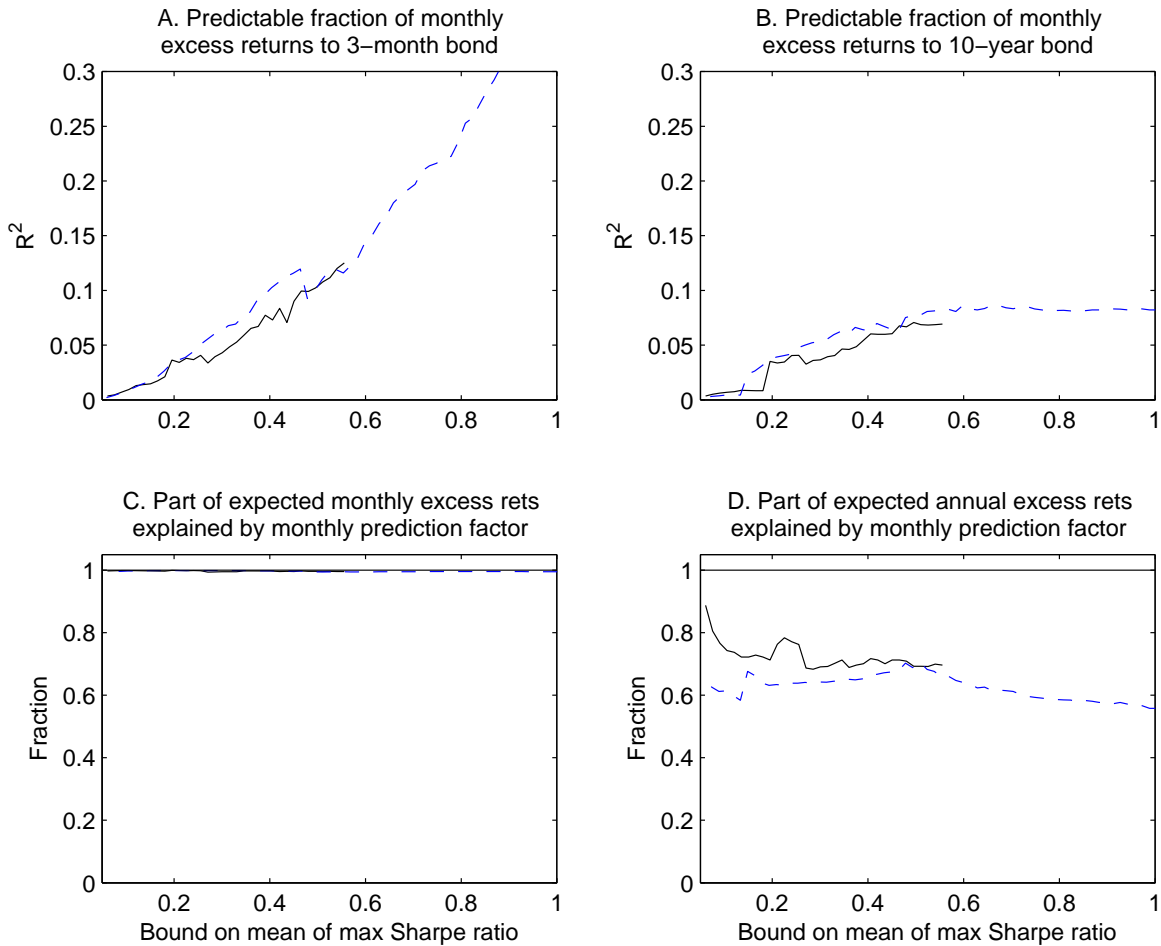 A. Predictable fraction of monthly
excess returns to 3−month bond
0.3
0.25
0.2
0.15
0.1
0.05
0
R2
0.2 0.4 0.6 0.8 1
B. Predictable fraction of monthly
excess returns to 10−year bond
0.3
0.25
0.2
0.15
0.1
0.05
0
R2
0.2 0.4 0.6 0.8 1
C. Part of expected monthly excess rets
explained by monthly prediction factor
1
0.8
0.6
0.4
0.2
0
Fraction
0.2 0.4 0.6 0.8 1
Bound on mean of max Sharpe ratio
D. Part of expected annual excess rets
explained by monthly prediction factor
1
0.8
0.6
0.4
0.2
0
Fraction
0.2 0.4 0.6 0.8 1
Bound on mean of max Sharpe ratio